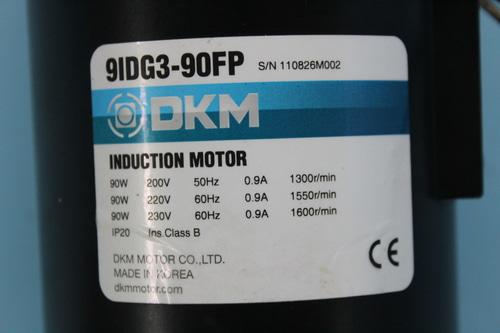 9IDG3-90FP S/N 110826M002
DKM
INDUCTION MOTOR
90W 200V 50Hz 0.9A 1300r/min
90W 220V 60Hz 0.9A 1550r/min
90W 230V 60Hz 0.9A 1600r/min
IP20 Ins.Class B
CE
DKM MOTOR CO.,LTD.
MADE IN KOREA
dkmmotor.com